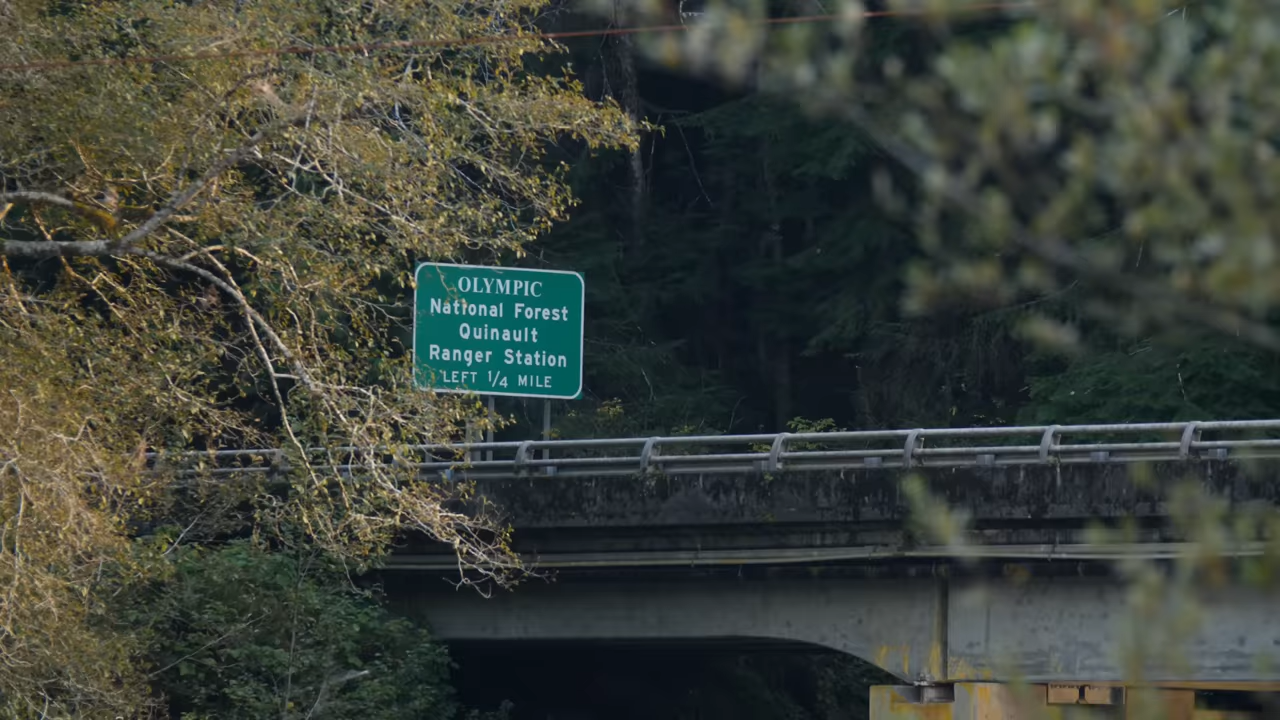 OLYMPIC
National Forest
Quinault
Ranger Station
LEFT 1/4 MILE